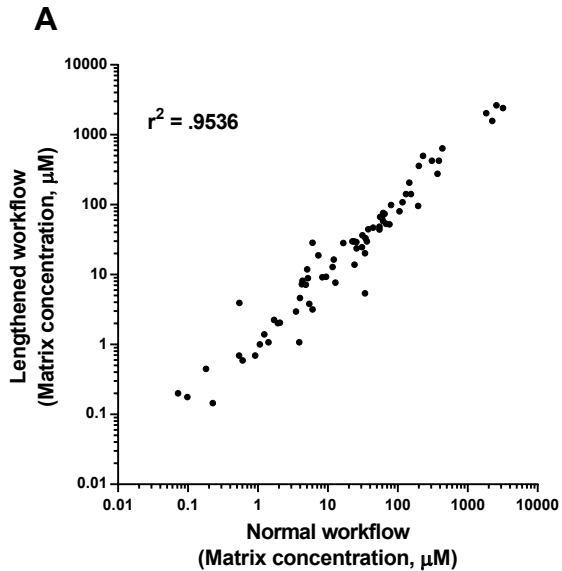 A
r² = .9536
10000
1000
100
10
1
0.1
0.01
Lengthened workflow
(Matrix concentration, μM)
0.01 0.1 1 10 100 1000 10000
Normal workflow
(Matrix concentration, μM)